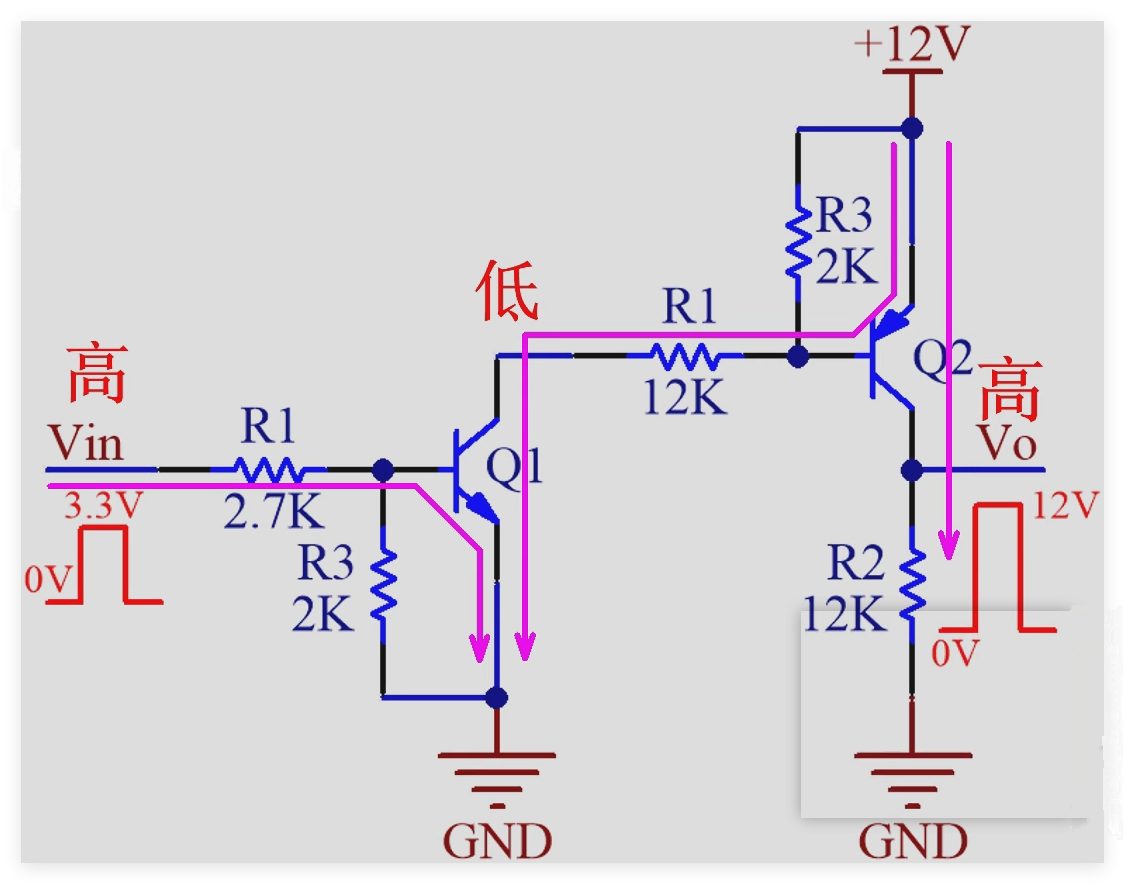 +12V
R3
2K
低
R1
12K
Q2
高
高
Vin
R1
2.7K
Q1
Vo
3.3V
0V
R3
2K
12V
R2
12K
0V
GND
GND